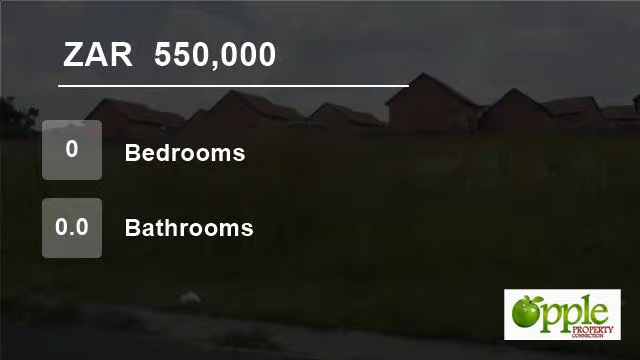 ZAR 550,000
0 Bedrooms
0.0 Bathrooms
pple
PROPERTY
CONNECTION